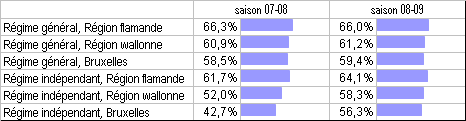 saison 07-08 saison 08-09
Régime général, Région flamande 66,3% 66,0%
Régime général, Région wallonne 60,9% 61,2%
Régime général, Bruxelles 58,5% 59,4%
Régime indépendant, Région flamande 61,7% 64,1%
Régime indépendant, Région wallonne 52,0% 58,3%
Régime indépendant, Bruxelles 42,7% 56,3%